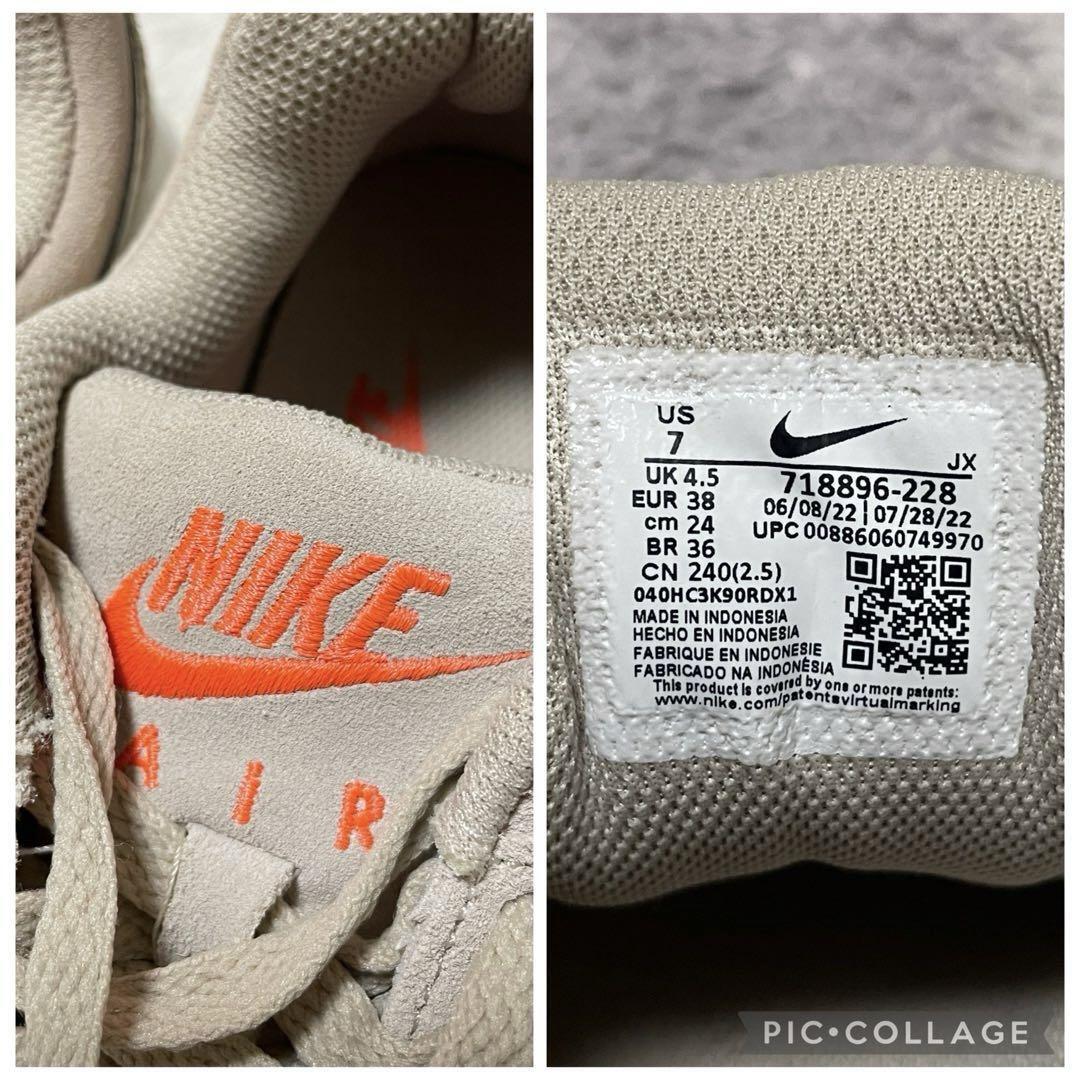 NIKE
AIR
US
7
JX
UK 4.5
718896-228
EUR 38
06/08/22 | 07/28/22
cm 24
UPC 00886060749970
BR 36
CN 240(2.5)
040HC3K90RDX1
MADE IN INDONESIA
HECHO EN INDONESIA
FABRIQUE EN INDONESIE
FABRICADO NA INDONÉSIA
This product is covered by one or more patents:
www.nike.com/patentsvirtualmarking
PIC•COLLAGE